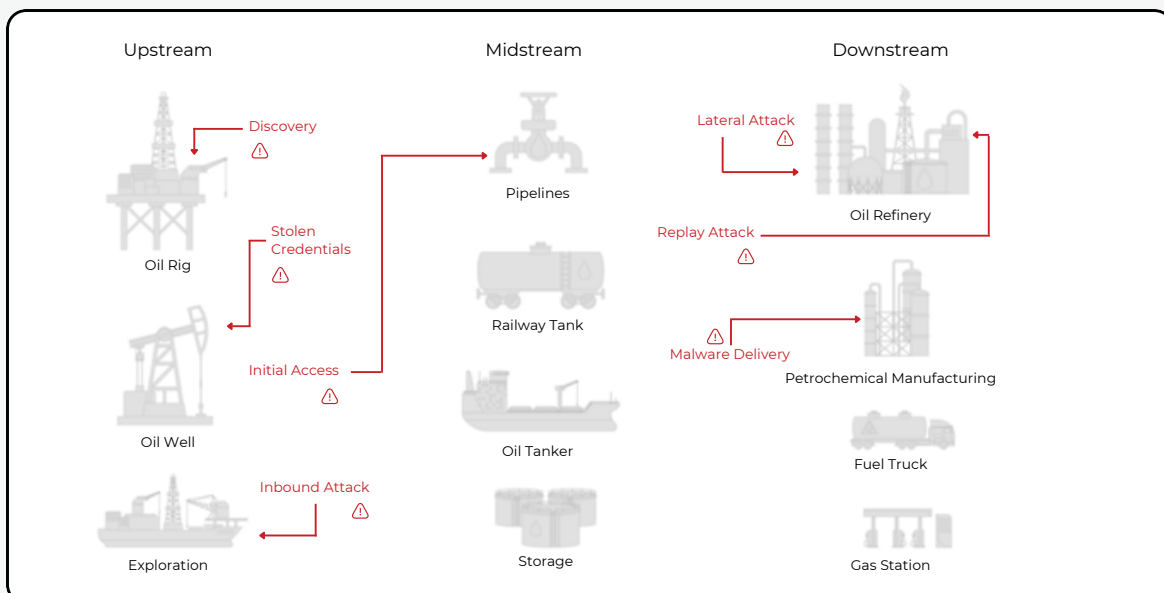 Upstream
Midstream
Downstream
Discovery
Oil Rig
Stolen
Credentials
Oil Well
Initial Access
Inbound Attack
Exploration
Pipelines
Railway Tank
Oil Tanker
Storage
Lateral Attack
Oil Refinery
Replay Attack
Malware Delivery
Petrochemical Manufacturing
Fuel Truck
Gas Station